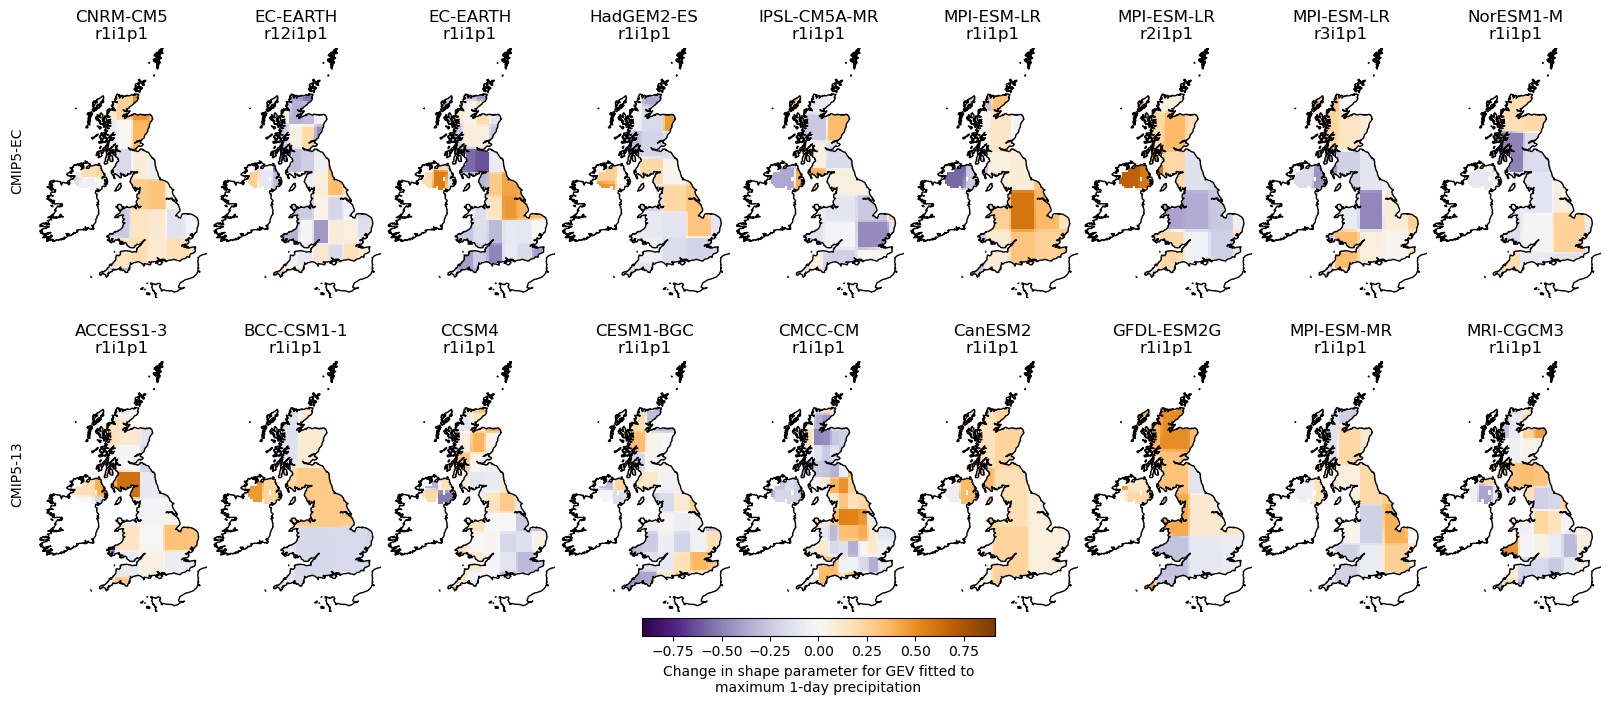 CNRM-CM5 EC-EARTH EC-EARTH HadGEM2-ES IPSL-CM5A-MR MPI-ESM-LR MPI-ESM-LR MPI-ESM-LR NorESM1-M
r1i1p1 r12i1p1 r1i1p1 r1i1p1 r1i1p1 r1i1p1 r2i1p1 r3i1p1 r1i1p1
CMIP5-EC
ACCESS1-3 BCC-CSM1-1 CCSM4 CESM1-BGC CMCC-CM CanESM2 GFDL-ESM2G MPI-ESM-MR MRI-CGCM3
r1i1p1 r1i1p1 r1i1p1 r1i1p1 r1i1p1 r1i1p1 r1i1p1 r1i1p1 r1i1p1
CMIP5-13
−0.75 −0.50 −0.25 0.00 0.25 0.50 0.75
Change in shape parameter for GEV fitted to
maximum 1-day precipitation